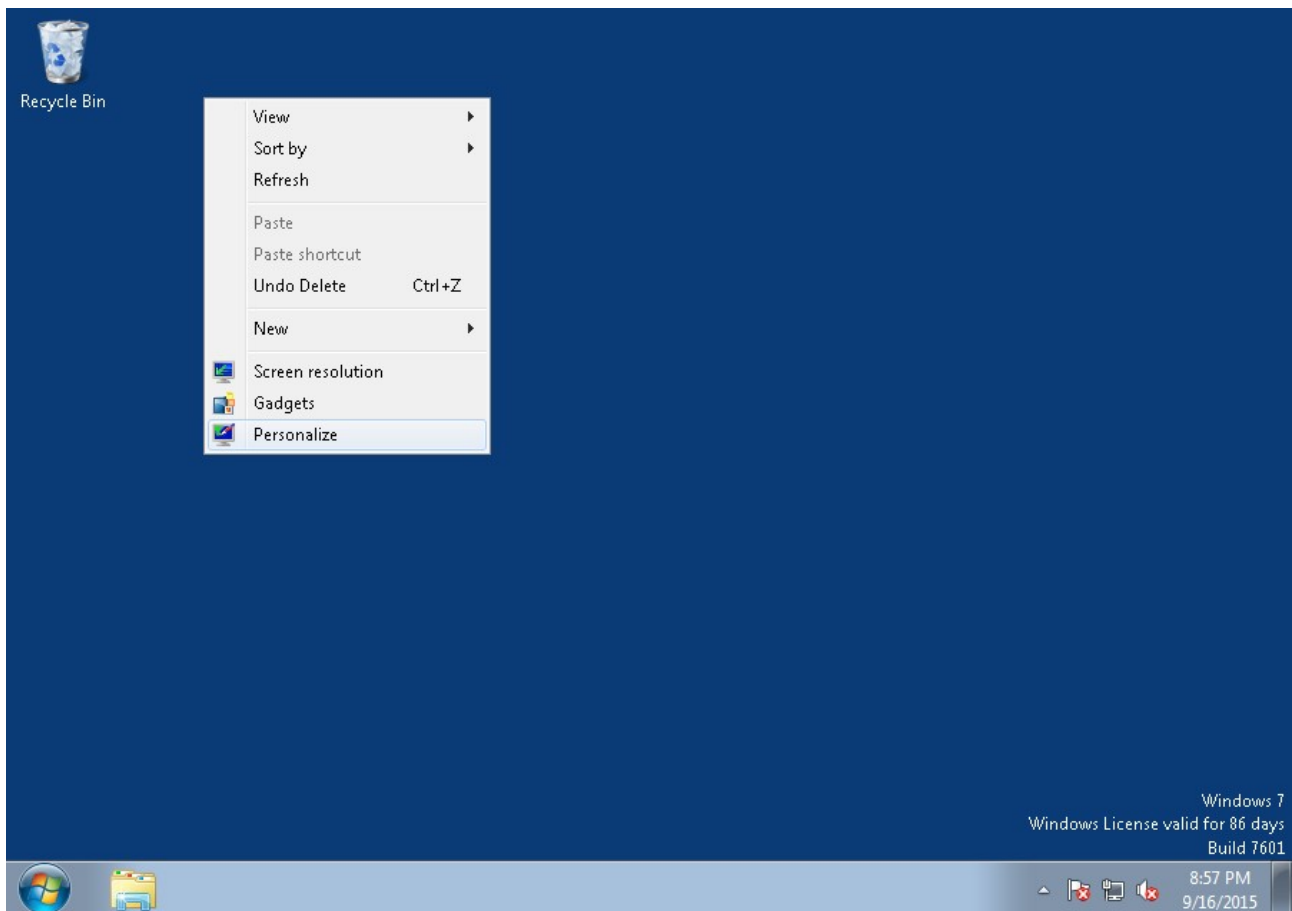 Recycle Bin
View
Sort by
Refresh
Paste
Paste shortcut
Undo Delete Ctrl+Z
New
Screen resolution
Gadgets
Personalize
Windows 7
Windows License valid for 86 days
Build 7601
8:57 PM
9/16/2015